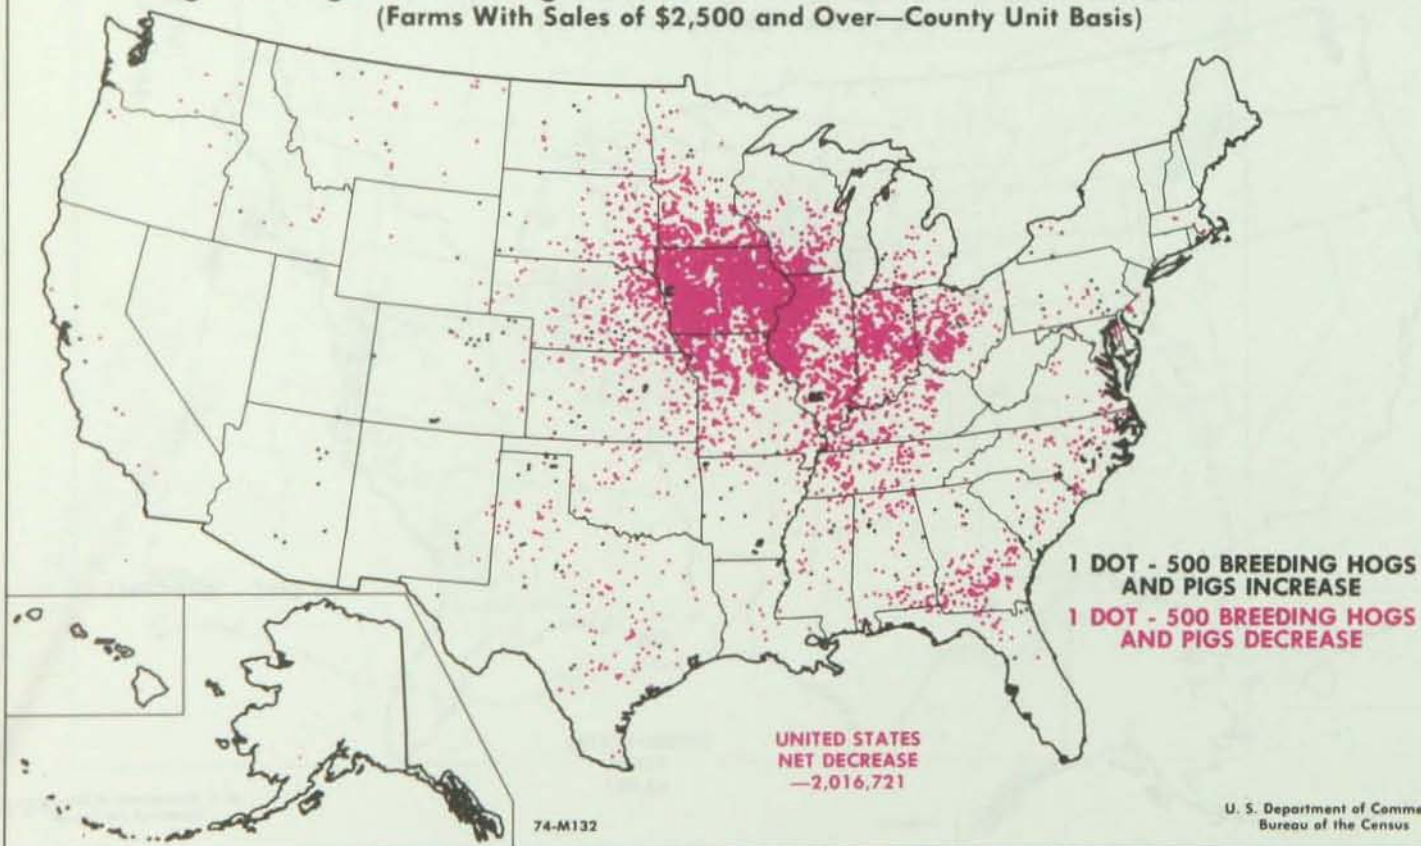 (Farms With Sales of $2,500 and Over—County Unit Basis)
1 DOT - 500 BREEDING HOGS
AND PIGS INCREASE
1 DOT - 500 BREEDING HOGS
AND PIGS DECREASE
UNITED STATES
NET DECREASE
—2,016,721
74-M132
U. S. Department of Comme
Bureau of the Census